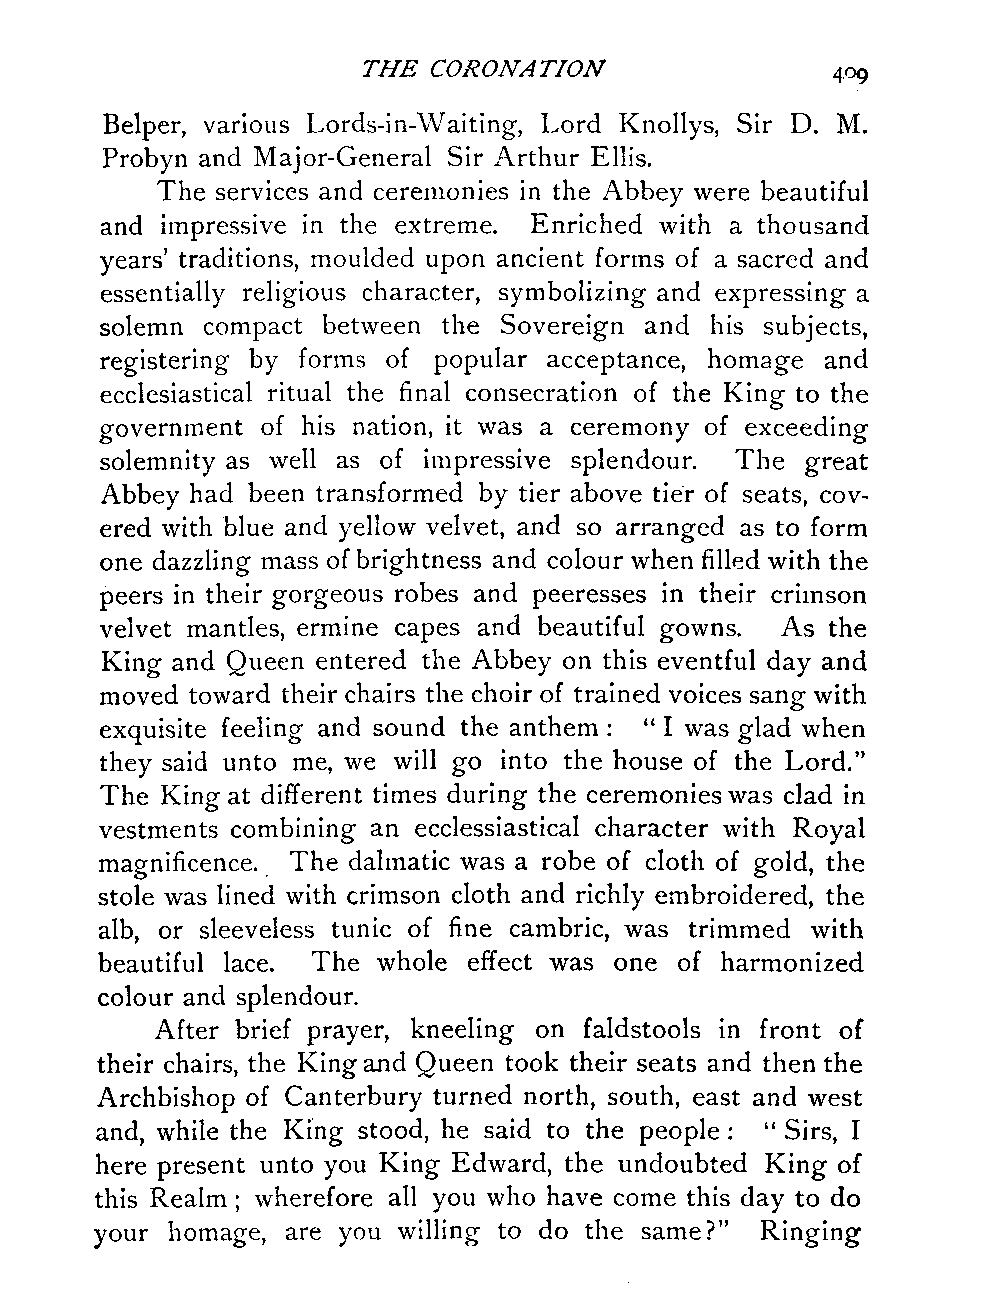 THE CORONATION 409
Belper, various Lords-in-Waiting, Lord Knollys, Sir D. M.
Probyn and Major-General Sir Arthur Ellis.
The services and ceremonies in the Abbey were beautiful
and impressive in the extreme. Enriched with a thousand
years' traditions, moulded upon ancient forms of a sacred and
essentially religious character, symbolizing and expressing a
solemn compact between the Sovereign and his subjects,
registering by forms of popular acceptance, homage and
ecclesiastical ritual the final consecration of the King to the
government of his nation, it was a ceremony of exceeding
solemnity as well as of impressive splendour. The great
Abbey had been transformed by tier above tier of seats, cov-
ered with blue and yellow velvet, and so arranged as to form
one dazzling mass of brightness and colour when filled with the
peers in their gorgeous robes and peeresses in their crimson
velvet mantles, ermine capes and beautiful gowns. As the
King and Queen entered the Abbey on this eventful day and
moved toward their chairs the choir of trained voices sang with
exquisite feeling and sound the anthem : “ I was glad when
they said unto me, we will go into the house of the Lord.”
The King at different times during the ceremonies was clad in
vestments combining an ecclessiastical character with Royal
magnificence. The dalmatic was a robe of cloth of gold, the
stole was lined with crimson cloth and richly embroidered, the
alb, or sleeveless tunic of fine cambric, was trimmed with
beautiful lace. The whole effect was one of harmonized
colour and splendour.
After brief prayer, kneeling on faldstools in front of
their chairs, the King and Queen took their seats and then the
Archbishop of Canterbury turned north, south, east and west
and, while the King stood, he said to the people : “ Sirs, I
here present unto you King Edward, the undoubted King of
this Realm ; wherefore all you who have come this day to do
your homage, are you willing to do the same?” Ringing